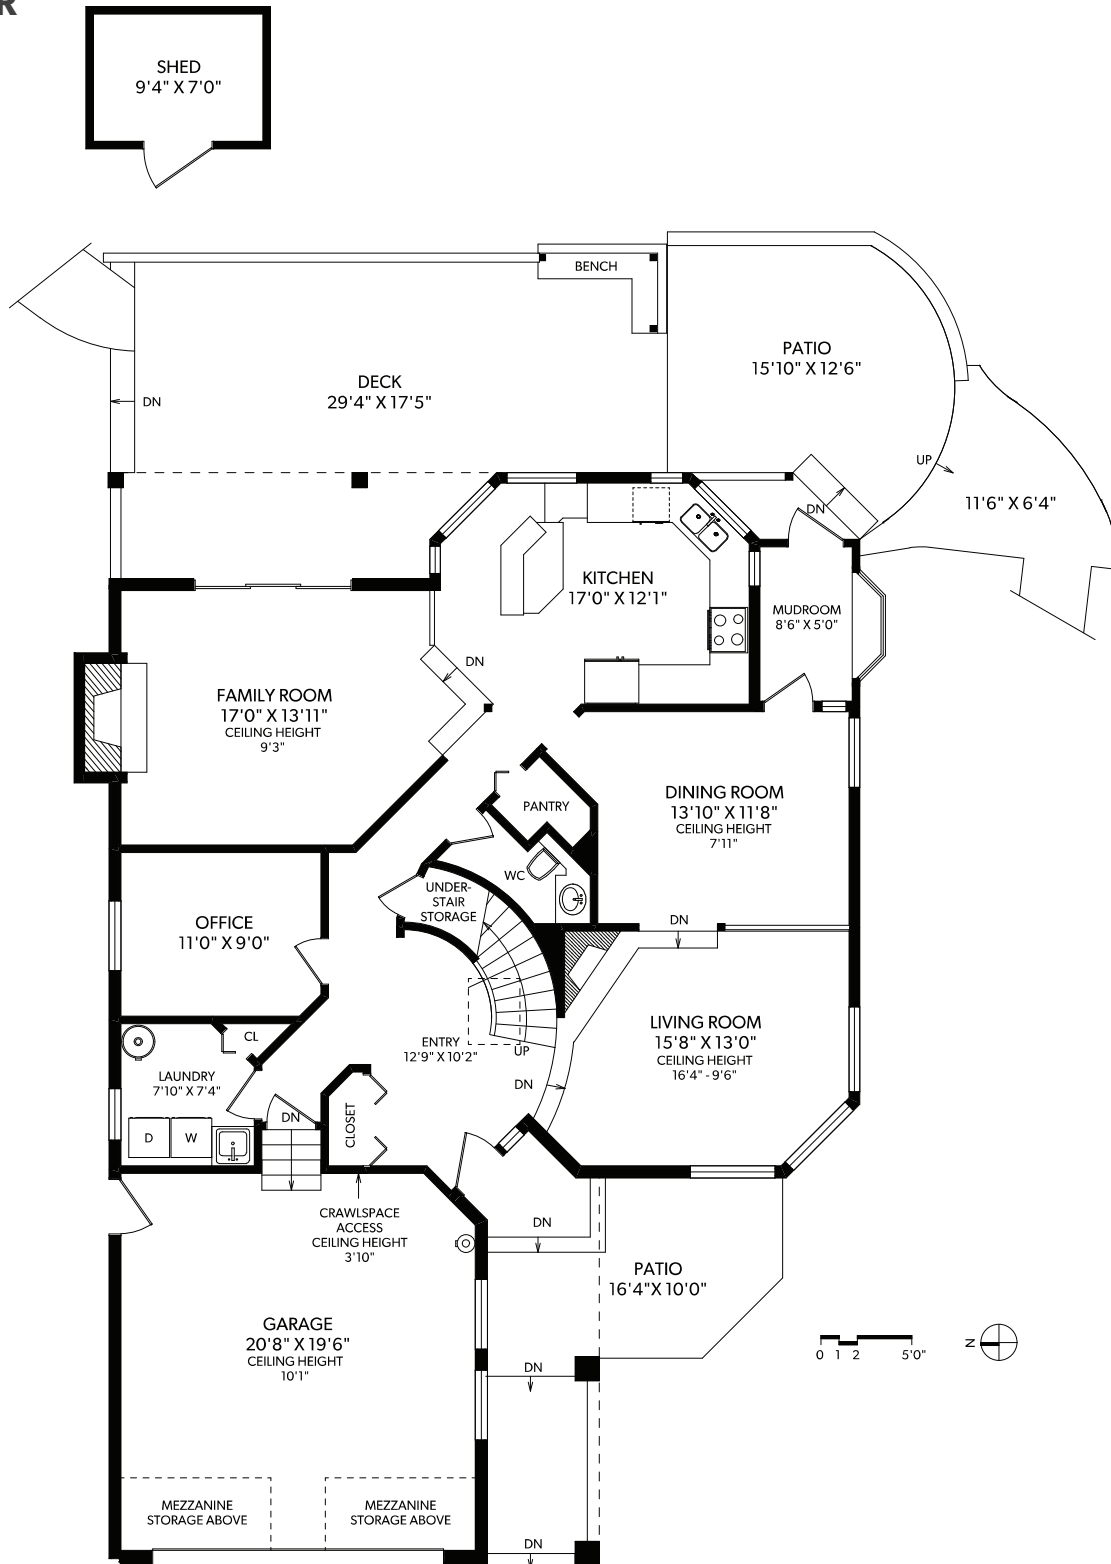 R
SHED
9'4" X 7'0"
BENCH
PATIO
15'10" X 12'6"
DECK
29'4" X 17'5"
DN
UP
11'6" X 6'4"
DN
KITCHEN
17'0" X 12'1"
MUDROOM
8'6" X 5'0"
DN
FAMILY ROOM
17'0" X 13'11"
CEILING HEIGHT
9'3"
DINING ROOM
13'10" X 11'8"
CEILING HEIGHT
7'11"
PANTRY
WC
UNDER-
STAIR
STORAGE
OFFICE
11'0" X 9'0"
DN
LIVING ROOM
15'8" X 13'0"
CEILING HEIGHT
16'4" - 9'6"
ENTRY
12'9" X 10'2"
UP
DN
CL
LAUNDRY
7'10" X 7'4"
D
W
DN
CLOSET
CRAWLSPACE
ACCESS
CEILING HEIGHT
3'10"
DN
PATIO
16'4"X 10'0"
GARAGE
20'8" X 19'6"
CEILING HEIGHT
10'1"
DN
0 1 2 5'0"
N
MEZZANINE
STORAGE ABOVE
MEZZANINE
STORAGE ABOVE
DN